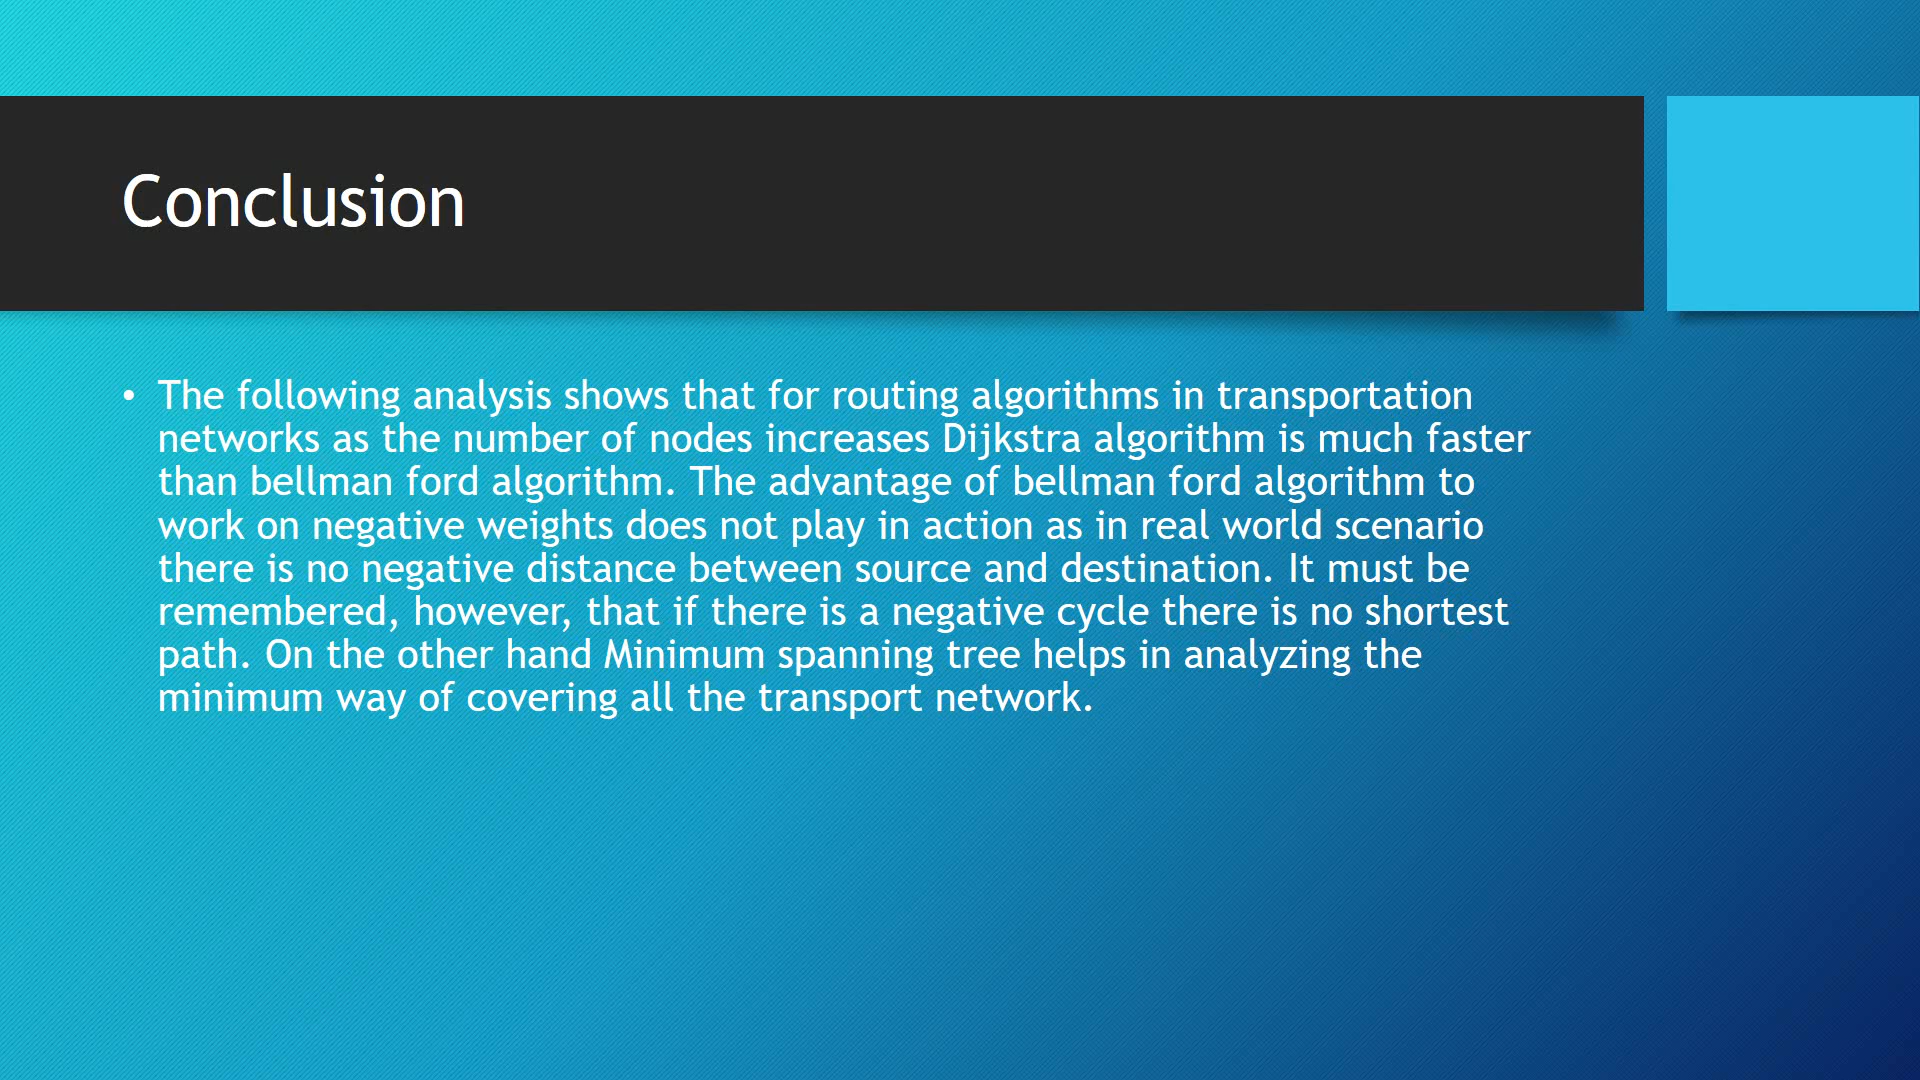 Conclusion
• The following analysis shows that for routing algorithms in transportation
networks as the number of nodes increases Dijkstra algorithm is much faster
than bellman ford algorithm. The advantage of bellman ford algorithm to
work on negative weights does not play in action as in real world scenario
there is no negative distance between source and destination. It must be
remembered, however, that if there is a negative cycle there is no shortest
path. On the other hand Minimum spanning tree helps in analyzing the
minimum way of covering all the transport network.